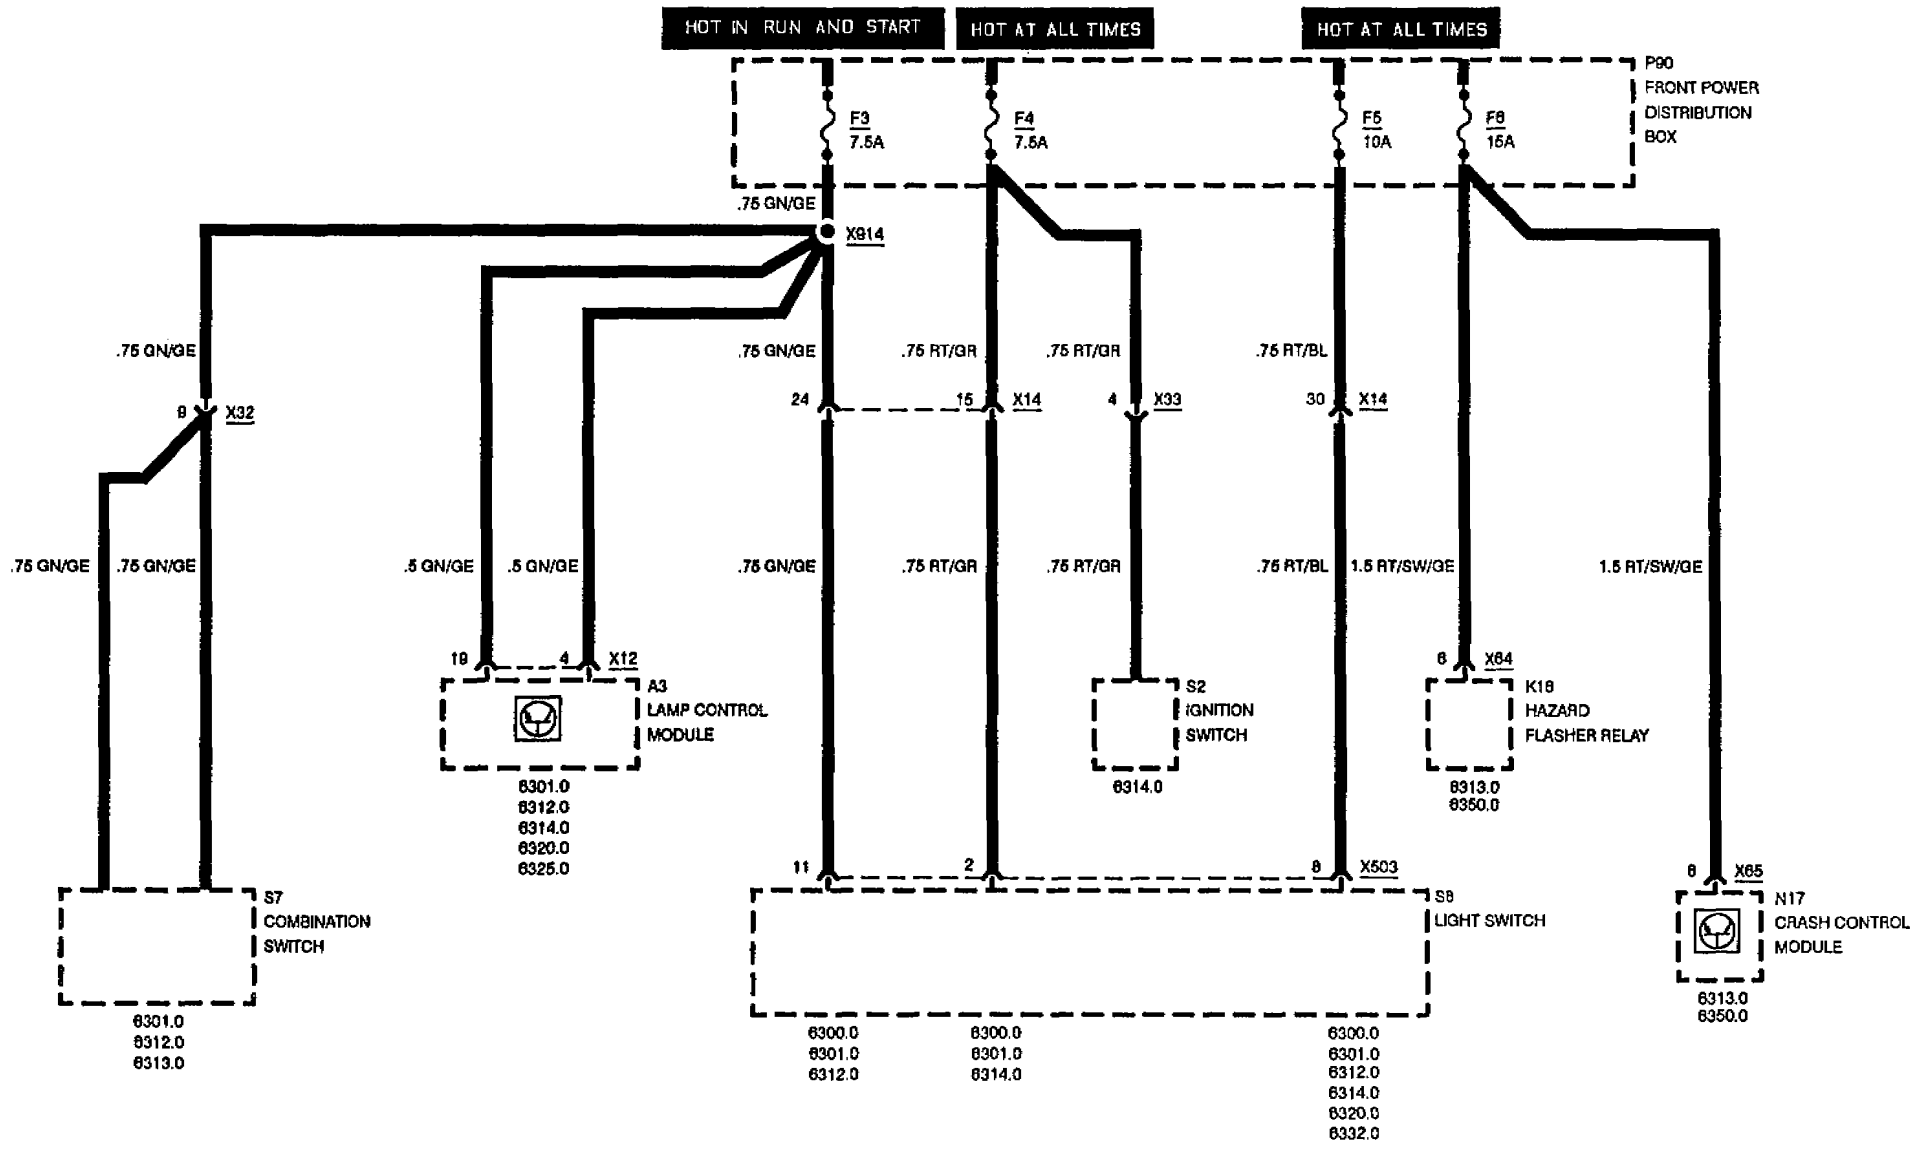 HOT IN RUN AND START
HOT AT ALL TIMES
HOT AT ALL TIMES
P90
FRONT POWER
DISTRIBUTION
BOX
F3
7.5A
F4
7.5A
F5
10A
F6
15A
.75 GN/GE
X914
.75 GN/GE
.75 GN/GE
.75 RT/GR
.75 RT/GR
.75 RT/BL
9
X32
24
15
X14
4
X33
30
X14
.75 GN/GE
.75 GN/GE
.5 GN/GE
.5 GN/GE
.75 GN/GE
.75 RT/GR
.75 RT/GR
.75 RT/BL
1.5 RT/SW/GE
1.5 RT/SW/GE
19
4
X12
6
X64
A3
LAMP CONTROL
MODULE
S2
IGNITION
SWITCH
K18
HAZARD
FLASHER RELAY
6301.0
6312.0
6314.0
6320.0
6325.0
6314.0
6313.0
6350.0
11
2
8
X503
6
X65
S7
COMBINATION
SWITCH
S8
LIGHT SWITCH
N17
CRASH CONTROL
MODULE
6301.0
6312.0
6313.0
6300.0
6301.0
6312.0
6300.0
6301.0
6314.0
6300.0
6301.0
6312.0
6314.0
6320.0
6332.0
6313.0
6350.0